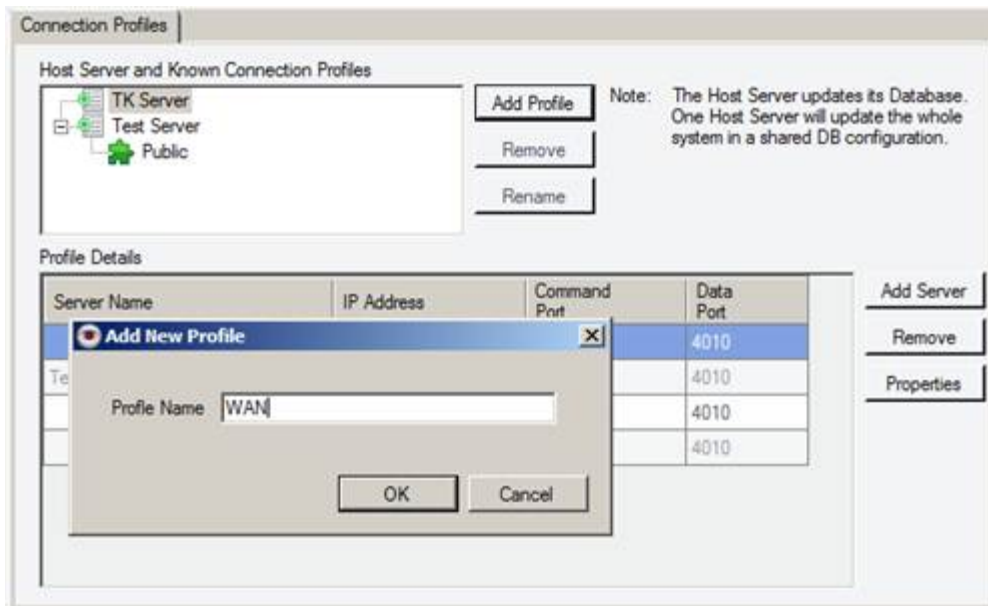 Connection Profiles
Host Server and Known Connection Profiles
TK Server
Test Server
Public
Add Profile
Remove
Rename
Note: The Host Server updates its Database.
One Host Server will update the whole
system in a shared DB configuration.
Profile Details
Server Name
IP Address
Command
Port
Data
Port
Add Server
Remove
Properties
4010
Te
4010
4010
4010
Add New Profile
Profle Name
WAN
OK
Cancel